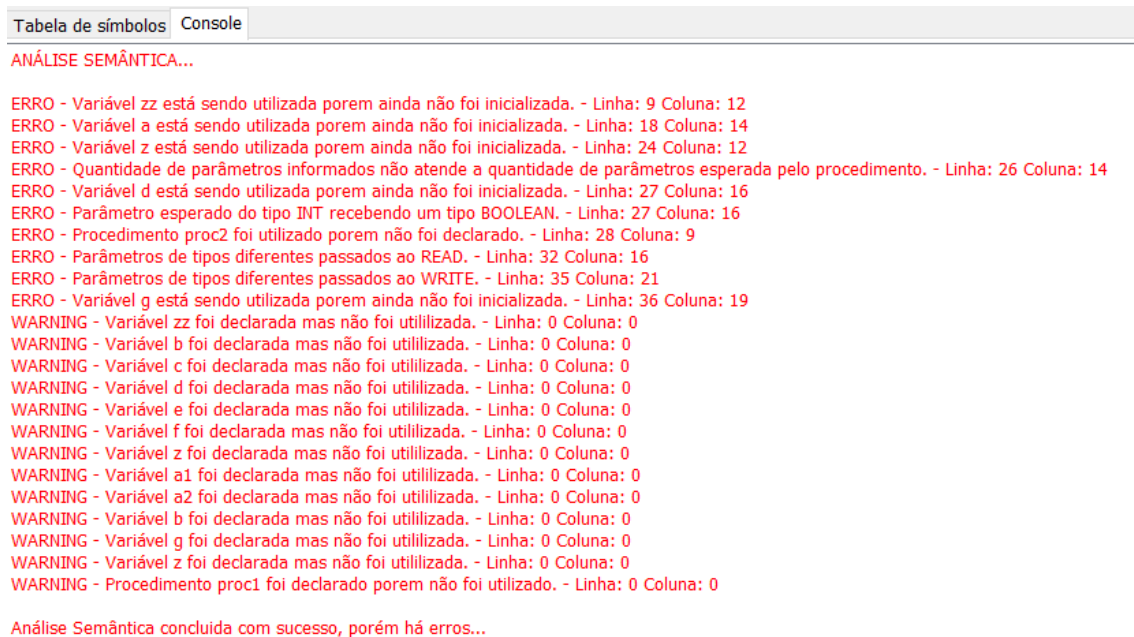 Tabela de símbolos Console
ANÁLISE SEMÂNTICA...
ERRO - Variável zz está sendo utilizada porem ainda não foi inicializada. - Linha: 9 Coluna: 12
ERRO - Variável a está sendo utilizada porem ainda não foi inicializada. - Linha: 18 Coluna: 14
ERRO - Variável z está sendo utilizada porem ainda não foi inicializada. - Linha: 24 Coluna: 12
ERRO - Quantidade de parâmetros informados não atende a quantidade de parâmetros esperada pelo procedimento. - Linha: 26 Coluna: 14
ERRO - Variável d está sendo utilizada porem ainda não foi inicializada. - Linha: 27 Coluna: 16
ERRO - Parâmetro esperado do tipo INT recebendo um tipo BOOLEAN. - Linha: 27 Coluna: 16
ERRO - Procedimento proc2 foi utilizado porem não foi declarado. - Linha: 28 Coluna: 9
ERRO - Parâmetros de tipos diferentes passados ao READ. - Linha: 32 Coluna: 16
ERRO - Parâmetros de tipos diferentes passados ao WRITE. - Linha: 35 Coluna: 21
ERRO - Variável g está sendo utilizada porem ainda não foi inicializada. - Linha: 36 Coluna: 19
WARNING - Variável zz foi declarada mas não foi utililizada. - Linha: 0 Coluna: 0
WARNING - Variável b foi declarada mas não foi utililizada. - Linha: 0 Coluna: 0
WARNING - Variável c foi declarada mas não foi utililizada. - Linha: 0 Coluna: 0
WARNING - Variável d foi declarada mas não foi utililizada. - Linha: 0 Coluna: 0
WARNING - Variável e foi declarada mas não foi utililizada. - Linha: 0 Coluna: 0
WARNING - Variável f foi declarada mas não foi utililizada. - Linha: 0 Coluna: 0
WARNING - Variável z foi declarada mas não foi utililizada. - Linha: 0 Coluna: 0
WARNING - Variável a1 foi declarada mas não foi utililizada. - Linha: 0 Coluna: 0
WARNING - Variável a2 foi declarada mas não foi utililizada. - Linha: 0 Coluna: 0
WARNING - Variável b foi declarada mas não foi utililizada. - Linha: 0 Coluna: 0
WARNING - Variável g foi declarada mas não foi utililizada. - Linha: 0 Coluna: 0
WARNING - Variável z foi declarada mas não foi utililizada. - Linha: 0 Coluna: 0
WARNING - Procedimento proc1 foi declarado porem não foi utilizado. - Linha: 0 Coluna: 0
Análise Semântica concluida com sucesso, porém há erros...